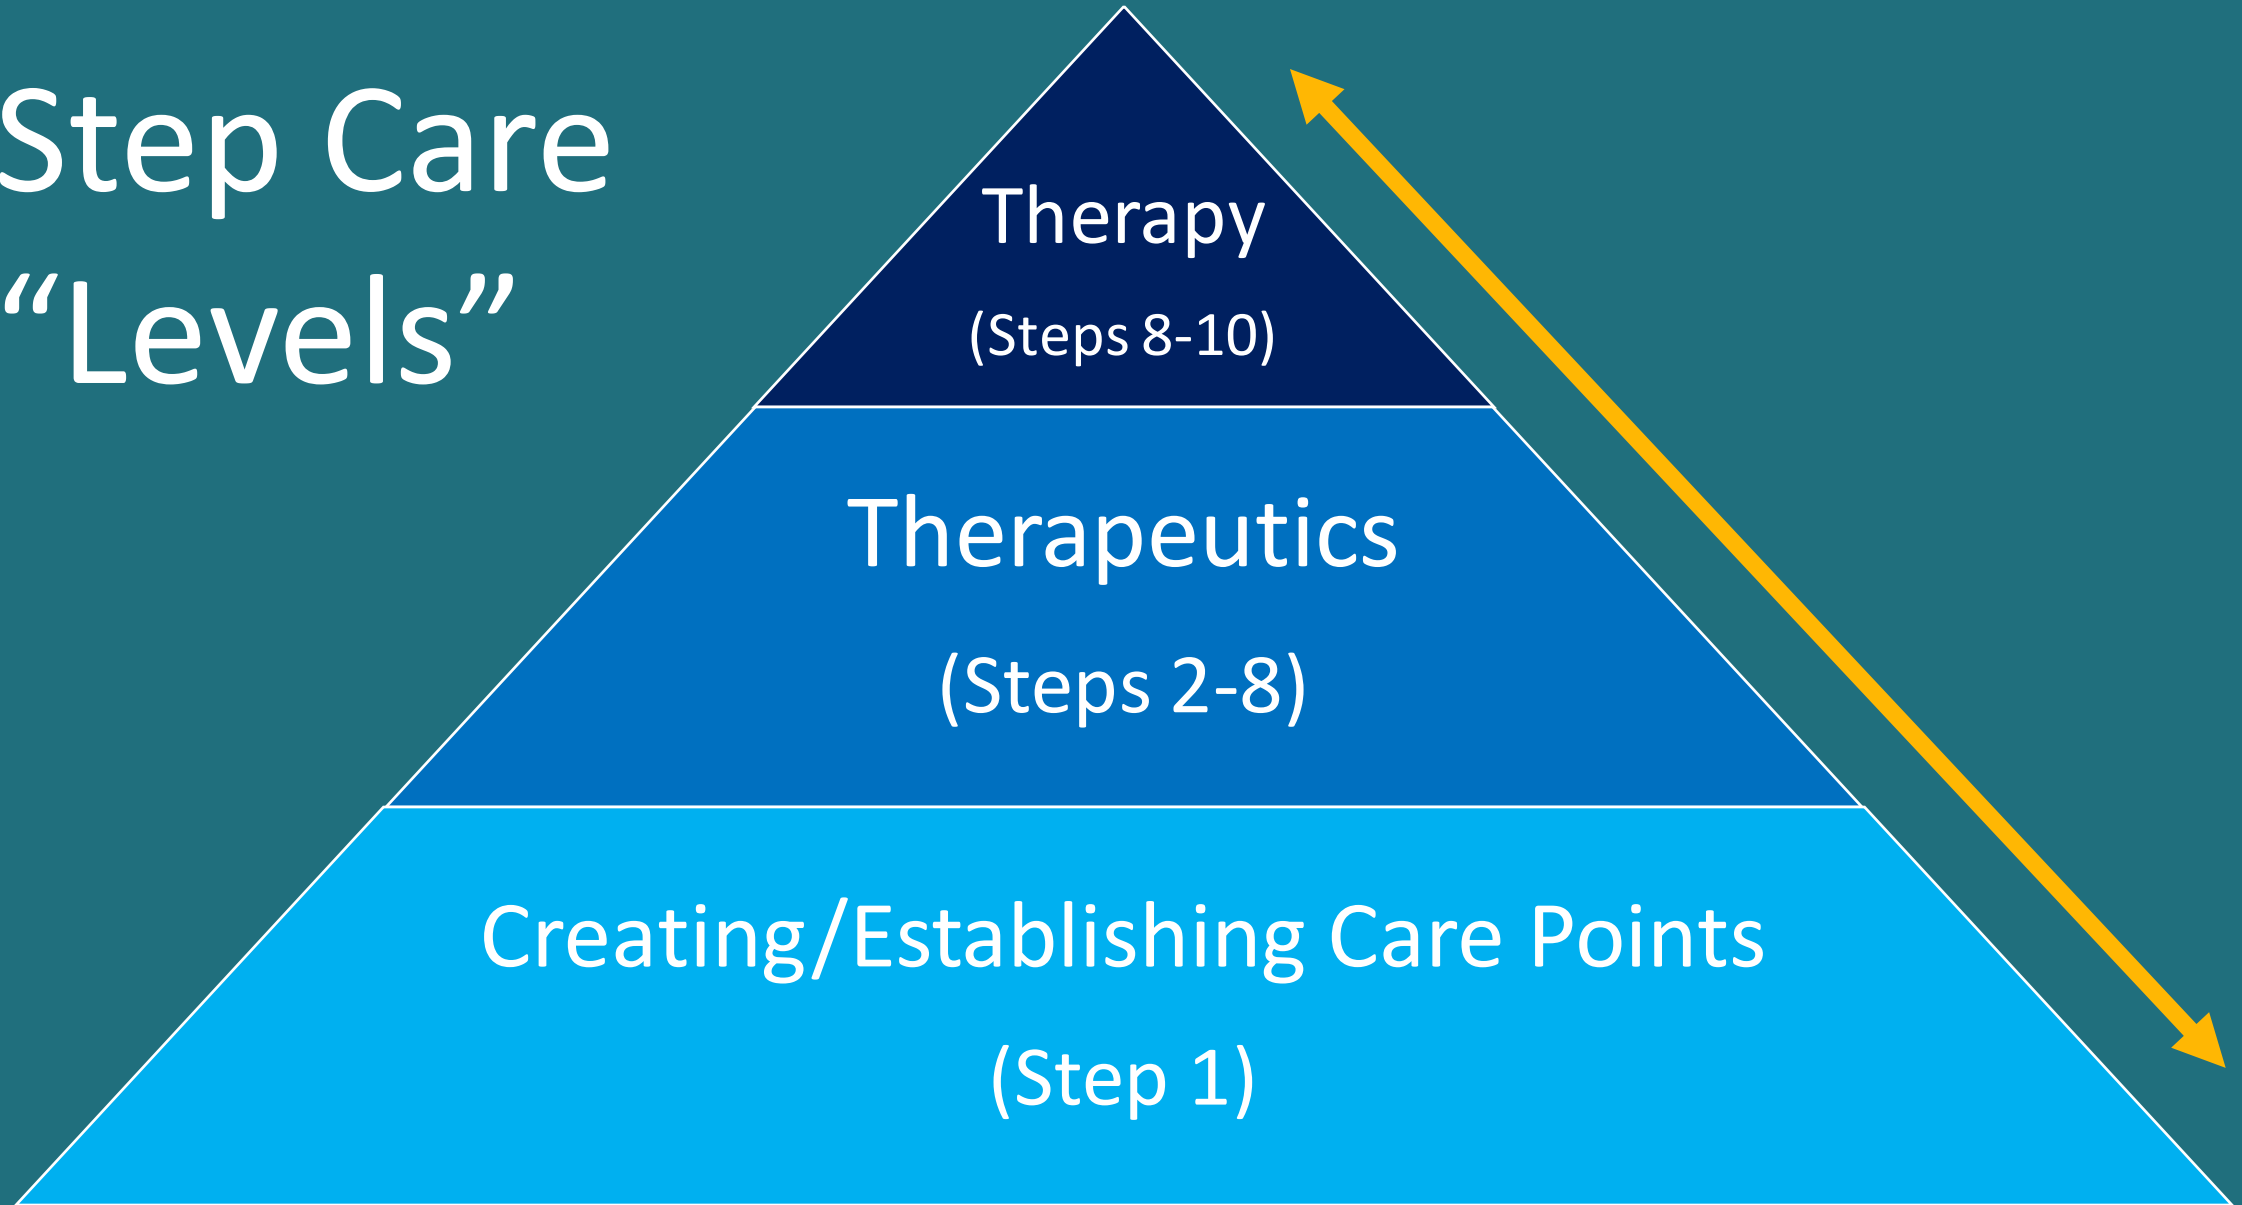 Step Care
“Levels”
Therapy
(Steps 8-10)
Therapeutics
(Steps 2-8)
Creating/Establishing Care Points
(Step 1)